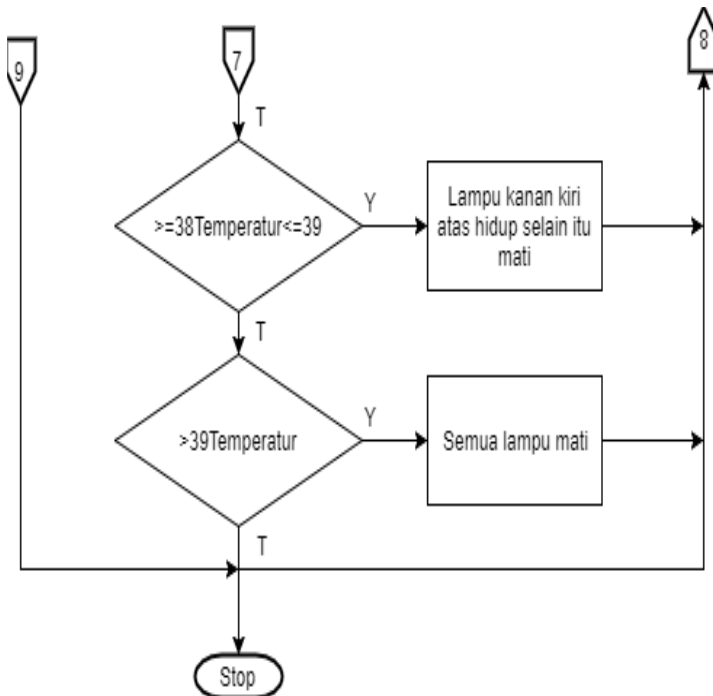 9
7
8
T
>=38Temperatur<=39
Y
Lampu kanan kiri
atas hidup selain itu
mati
T
>39Temperatur
Y
Semua lampu mati
T
Stop